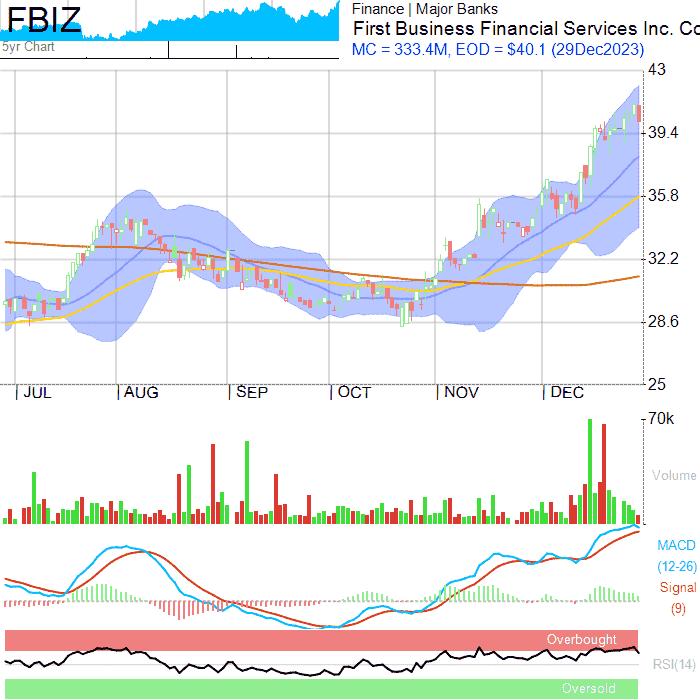 FBIZ
5yr Chart
Finance | Major Banks
First Business Financial Services Inc. Co
MC = 333.4M, EOD = $40.1 (29Dec2023)
43
39.4
35.8
32.2
28.6
25
JUL AUG SEP OCT NOV DEC
70k
Volume
MACD
(12-26)
Signal
(9)
Overbought
RSI(14)
Oversold